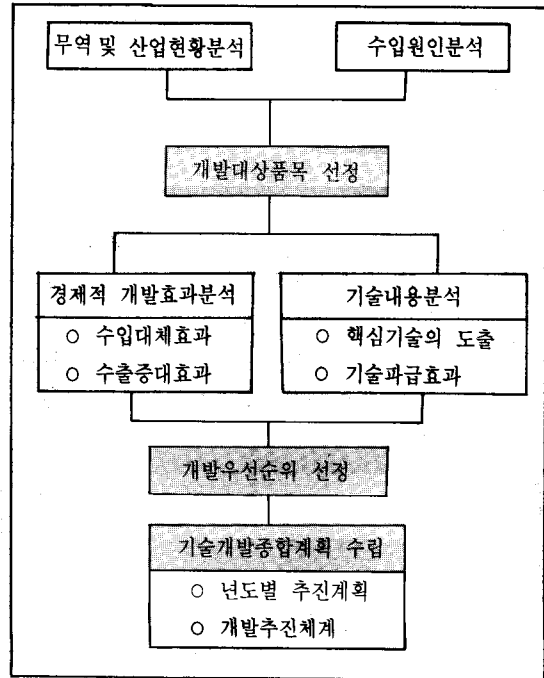 무역 및 산업현황분석
수입원인분석
개발대상품목 선정
경제적 개발효과분석
○ 수입대체효과
○ 수출증대효과
기술내용분석
○ 핵심기술의 도출
○ 기술파급효과
개발우선순위 선정
기술개발종합계획 수립
○ 년도별 추진계획
○ 개발추진체계